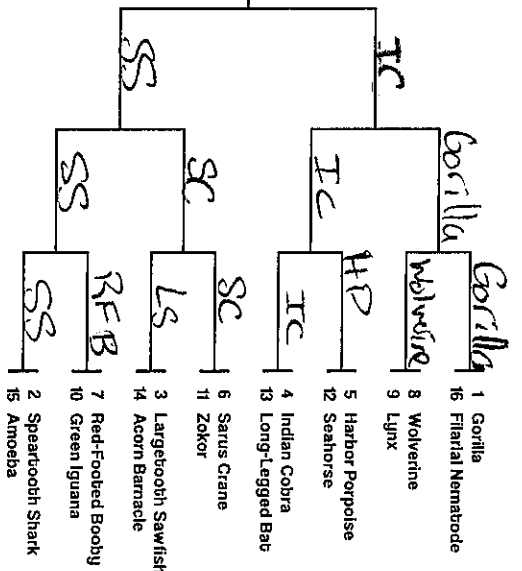 1 Gorilla
16 Filarial Nematode
8 Wolverine
9 Lynx
5 Harbor Porpoise
12 Seahorse
4 Indian Cobra
13 Long-Legged Bat
6 Sarus Crane
11 Zokor
3 Largetooth Sawfish
14 Acorn Barnacle
7 Red-Footed Booby
10 Green Iguana
2 Speartooth Shark
15 Amoeba
Gorilla
Wolverine
HP
IC
SC
LS
RFB
SS
Gorilla
IC
SC
SS
IC
SS